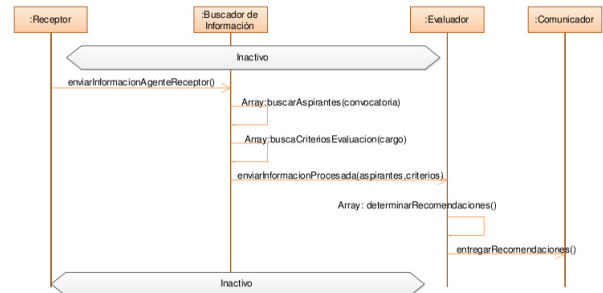 :Receptor
:Buscador de
Información
:Evaluador
:Comunicador
Inactivo
enviarInformacionAgenteReceptor()
Array:buscarAspirantes(convocatoria)
Array:buscaCriteriosEvaluacion(cargo)
enviarInformacionProcesada(aspirantes,criterios)
Array: determinarRecomendaciones()
entregarRecomendaciones()
Inactivo